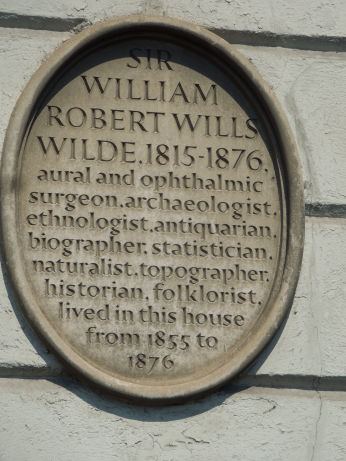 SIR
WILLIAM
ROBERT WILLS
WILDE.1815-1876.
aural and ophthalmic
surgeon.archaeologist.
ethnologist.antiquarian.
biographer.statistician.
naturalist.topographer.
historian.folklorist.
lived in this house
from 1855 to
1876